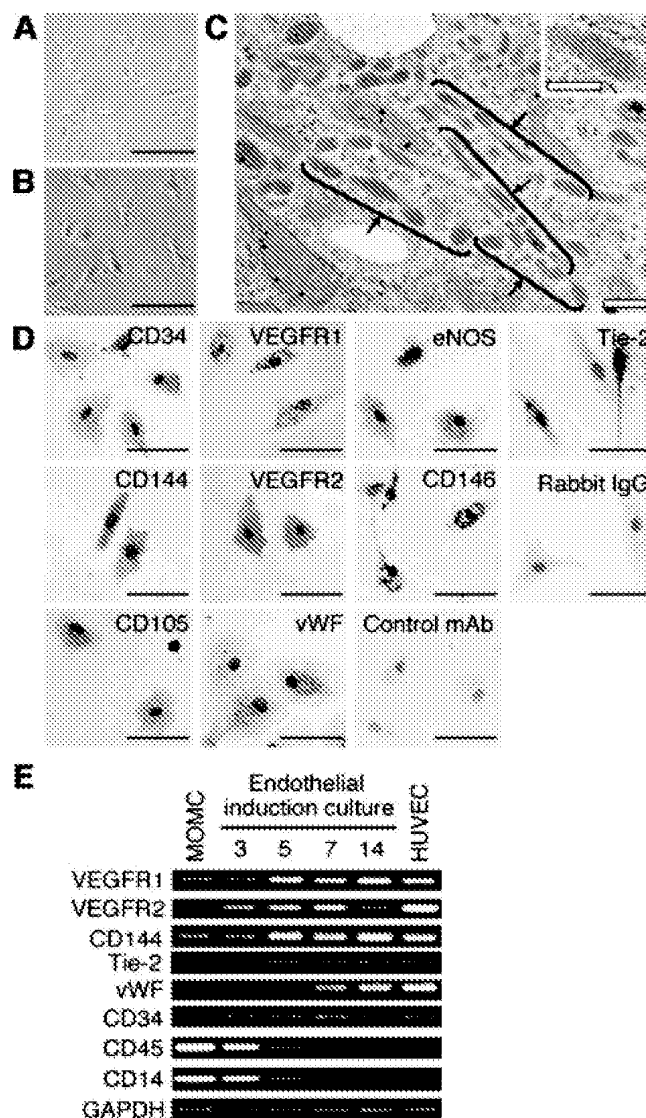 A
C
B
D
CD34
VEGFR1
eNOS
Tie-2
CD144
VEGFR2
CD146
Rabbit IgG
CD105
vWF
Control mAb
E
MOMC
Endothelial
induction culture
HUVEC
3 5 7 14
VEGFR1
VEGFR2
CD144
Tie-2
vWF
CD34
CD45
CD14
GAPDH